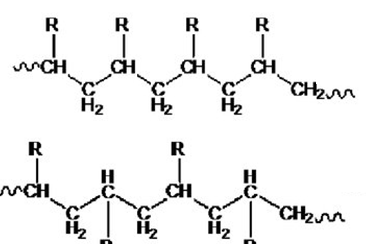 R R R R
CH CH CH CH
C C C CH₂
H₂ H₂ H₂
R H R H
CH C CH C
C C C CH₂
H₂ H₂ H₂